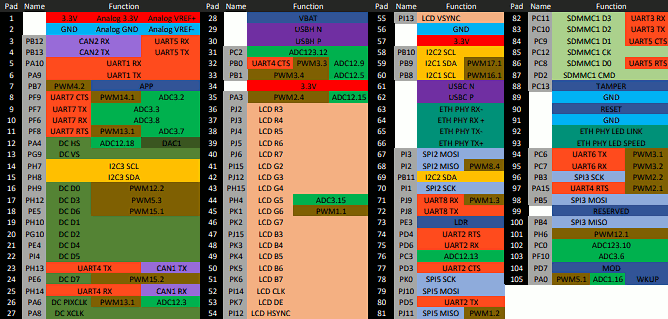 Pad Name Function
1 3.3V Analog 3.3V Analog VREF+
2 GND Analog GND Analog VREF-
3 PB12 CAN2 RX UART5 RX
4 PB13 CAN2 TX UART5 TX
5 PA10 UART1 RX
6 PA9 UART1 TX
7 PB7 PWM4.2 APP
8 PF9 UART7 CTS PWM14.1 ADC3.2
9 PF7 UART7 TX ADC3.3
10 PF6 UART7 RX ADC3.8
11 PF8 UART7 RTS PWM13.1 ADC3.7
12 PA4 DC HS ADC12.18 DAC1
13 PG9 DC VS
14 PH7 I2C3 SCL
15 PH8 I2C3 SDA
16 PH9 DC D0 PWM12.2
17 PH12 DC D3 PWM5.3
18 PE5 DC D6 PWM15.1
19 PH10 DC D1
20 PG10 DC D2
21 PE4 DC D4
22 PI4 DC D5
23 PH13 UART4 TX CAN1 TX
24 PE6 DC D7 PWM15.2
25 PH14 UART4 RX CAN1 RX
26 PA6 DC PIXCLK PWM13.1 ADC12.3
27 PA8 DC XCLK
Pad Name Function
28 VBAT
29 USBH N
30 USBH P
31 PC2 ADC123.12
32 PB0 UART4 CTS PWM3.3 ADC12.9
33 PB1 PWM3.4 ADC12.5
34 3.3V
35 PA3 PWM2.4 ADC12.15
36 PJ2 LCD R3
37 PJ3 LCD R4
38 PJ4 LCD R5
39 PJ5 LCD R6
40 PJ6 LCD R7
41 PJ15 LCD G2
42 LCD G3
43 PH15 LCD G4
44 PH4 LCD G5 ADC3.15
45 PK1 LCD G6 PWM1.1
46 PK2 LCD G7
47 LCD B3
48 LCD B4
49 LCD B5
50 PK5 LCD B6
51 PK6 LCD B7
52 PI14 LCD CLK
53 PK7 LCD DE
54 PI12 LCD HSYNC
Pad Name Function
55 PI13 LCD VSYNC
56 GND
57 3.3V
58 PB10 I2C2 SCL
59 PB8 I2C1 SCL PWM16.1
60 PB9 I2C1 SDA PWM17.1
61 USBC N
62 USBC P
63 ETH PHY RX-
64 ETH PHY RX+
65 ETH PHY TX-
66 ETH PHY TX+
67 PI3 SPI2 MOSI
68 PI2 SPI2 MISO PWM8.4
69 PB11 I2C2 SDA
70 PI1 SPI2 SCK
71 PJ9 UART8 RX PWM1.3
72 PJ8 UART8 TX
73 PE3 LDR
74 PD4 UART2 RTS
75 PD6 UART2 RX
76 PC3 ADC12.13
77 PD3 UART2 CTS
78 PK0 SPI5 SCK
79 PJ10 SPI5 MOSI
80 PD5 UART2 TX
81 PJ11 SPI5 MISO PWM1.2
Pad Name Function
82 PC11 SDMMC1 D3 UART3 RX
83 PC10 SDMMC1 D2 UART3 TX
84 PC9 SDMMC1 D1 UART5 CTS
85 PC8 SDMMC1 D0 UART5 RTS
86 PC12 SDMMC1 CK
87 PD2 SDMMC1 CMD
88 PC13 TAMPER
89 GND
90 RESET
91 GND
92 ETH PHY LED LINK
93 ETH PHY LED SPEED
94 PC6 UART6 TX PWM3.1
95 PC7 UART6 RX PWM3.2
96 PB3 SPI3 SCK PWM2.2
97 PA15 UART4 RTS PWM2.1
98 PB5 SPI3 MOSI
99 RESERVED
100 PB4 SPI3 MISO
101 PH6 PWM12.1
102 PC0 ADC123.10
103 PF10 ADC3.6
104 PD7 MOD
105 PA0 PWM5.1 ADC1.16 WKUP